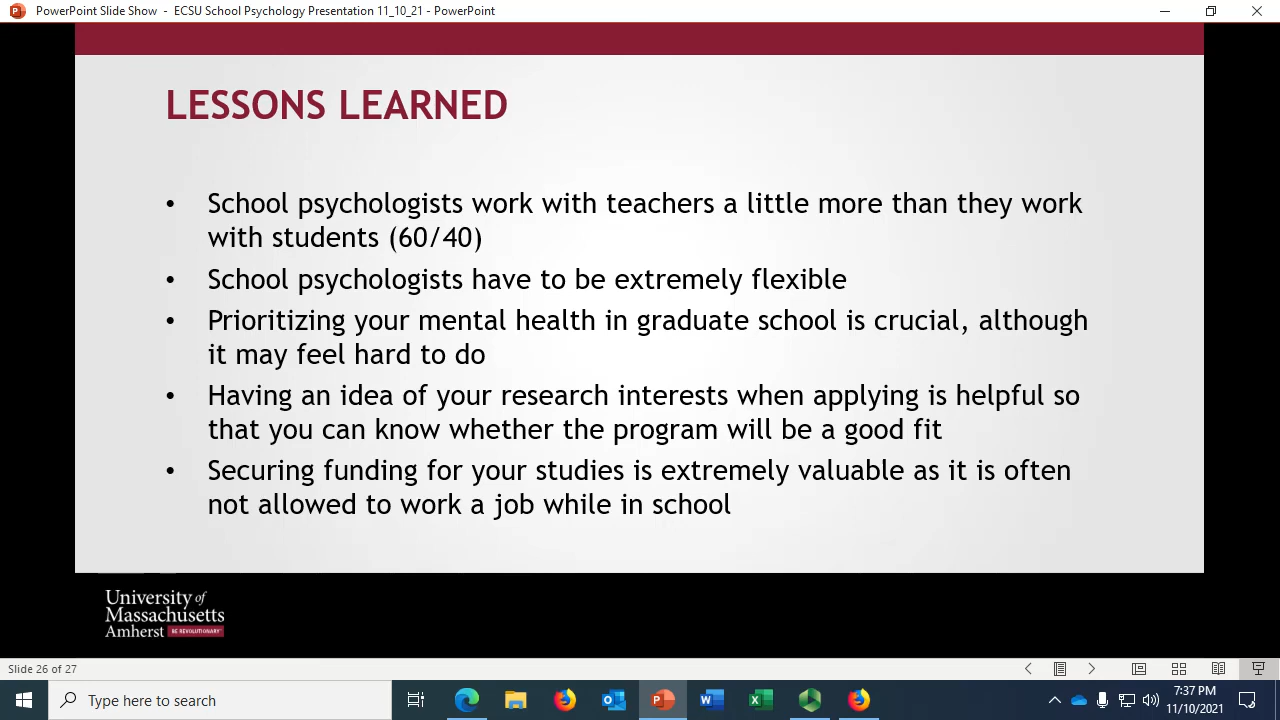 PowerPoint Slide Show - ECSU School Psychology Presentation 11_10_21 - PowerPoint
LESSONS LEARNED
• School psychologists work with teachers a little more than they work
with students (60/40)
• School psychologists have to be extremely flexible
• Prioritizing your mental health in graduate school is crucial, although
it may feel hard to do
• Having an idea of your research interests when applying is helpful so
that you can know whether the program will be a good fit
• Securing funding for your studies is extremely valuable as it is often
not allowed to work a job while in school
University of
Massachusetts
Amherst BE REVOLUTIONARY™
Slide 26 of 27
Type here to search
7:37 PM
11/10/2021